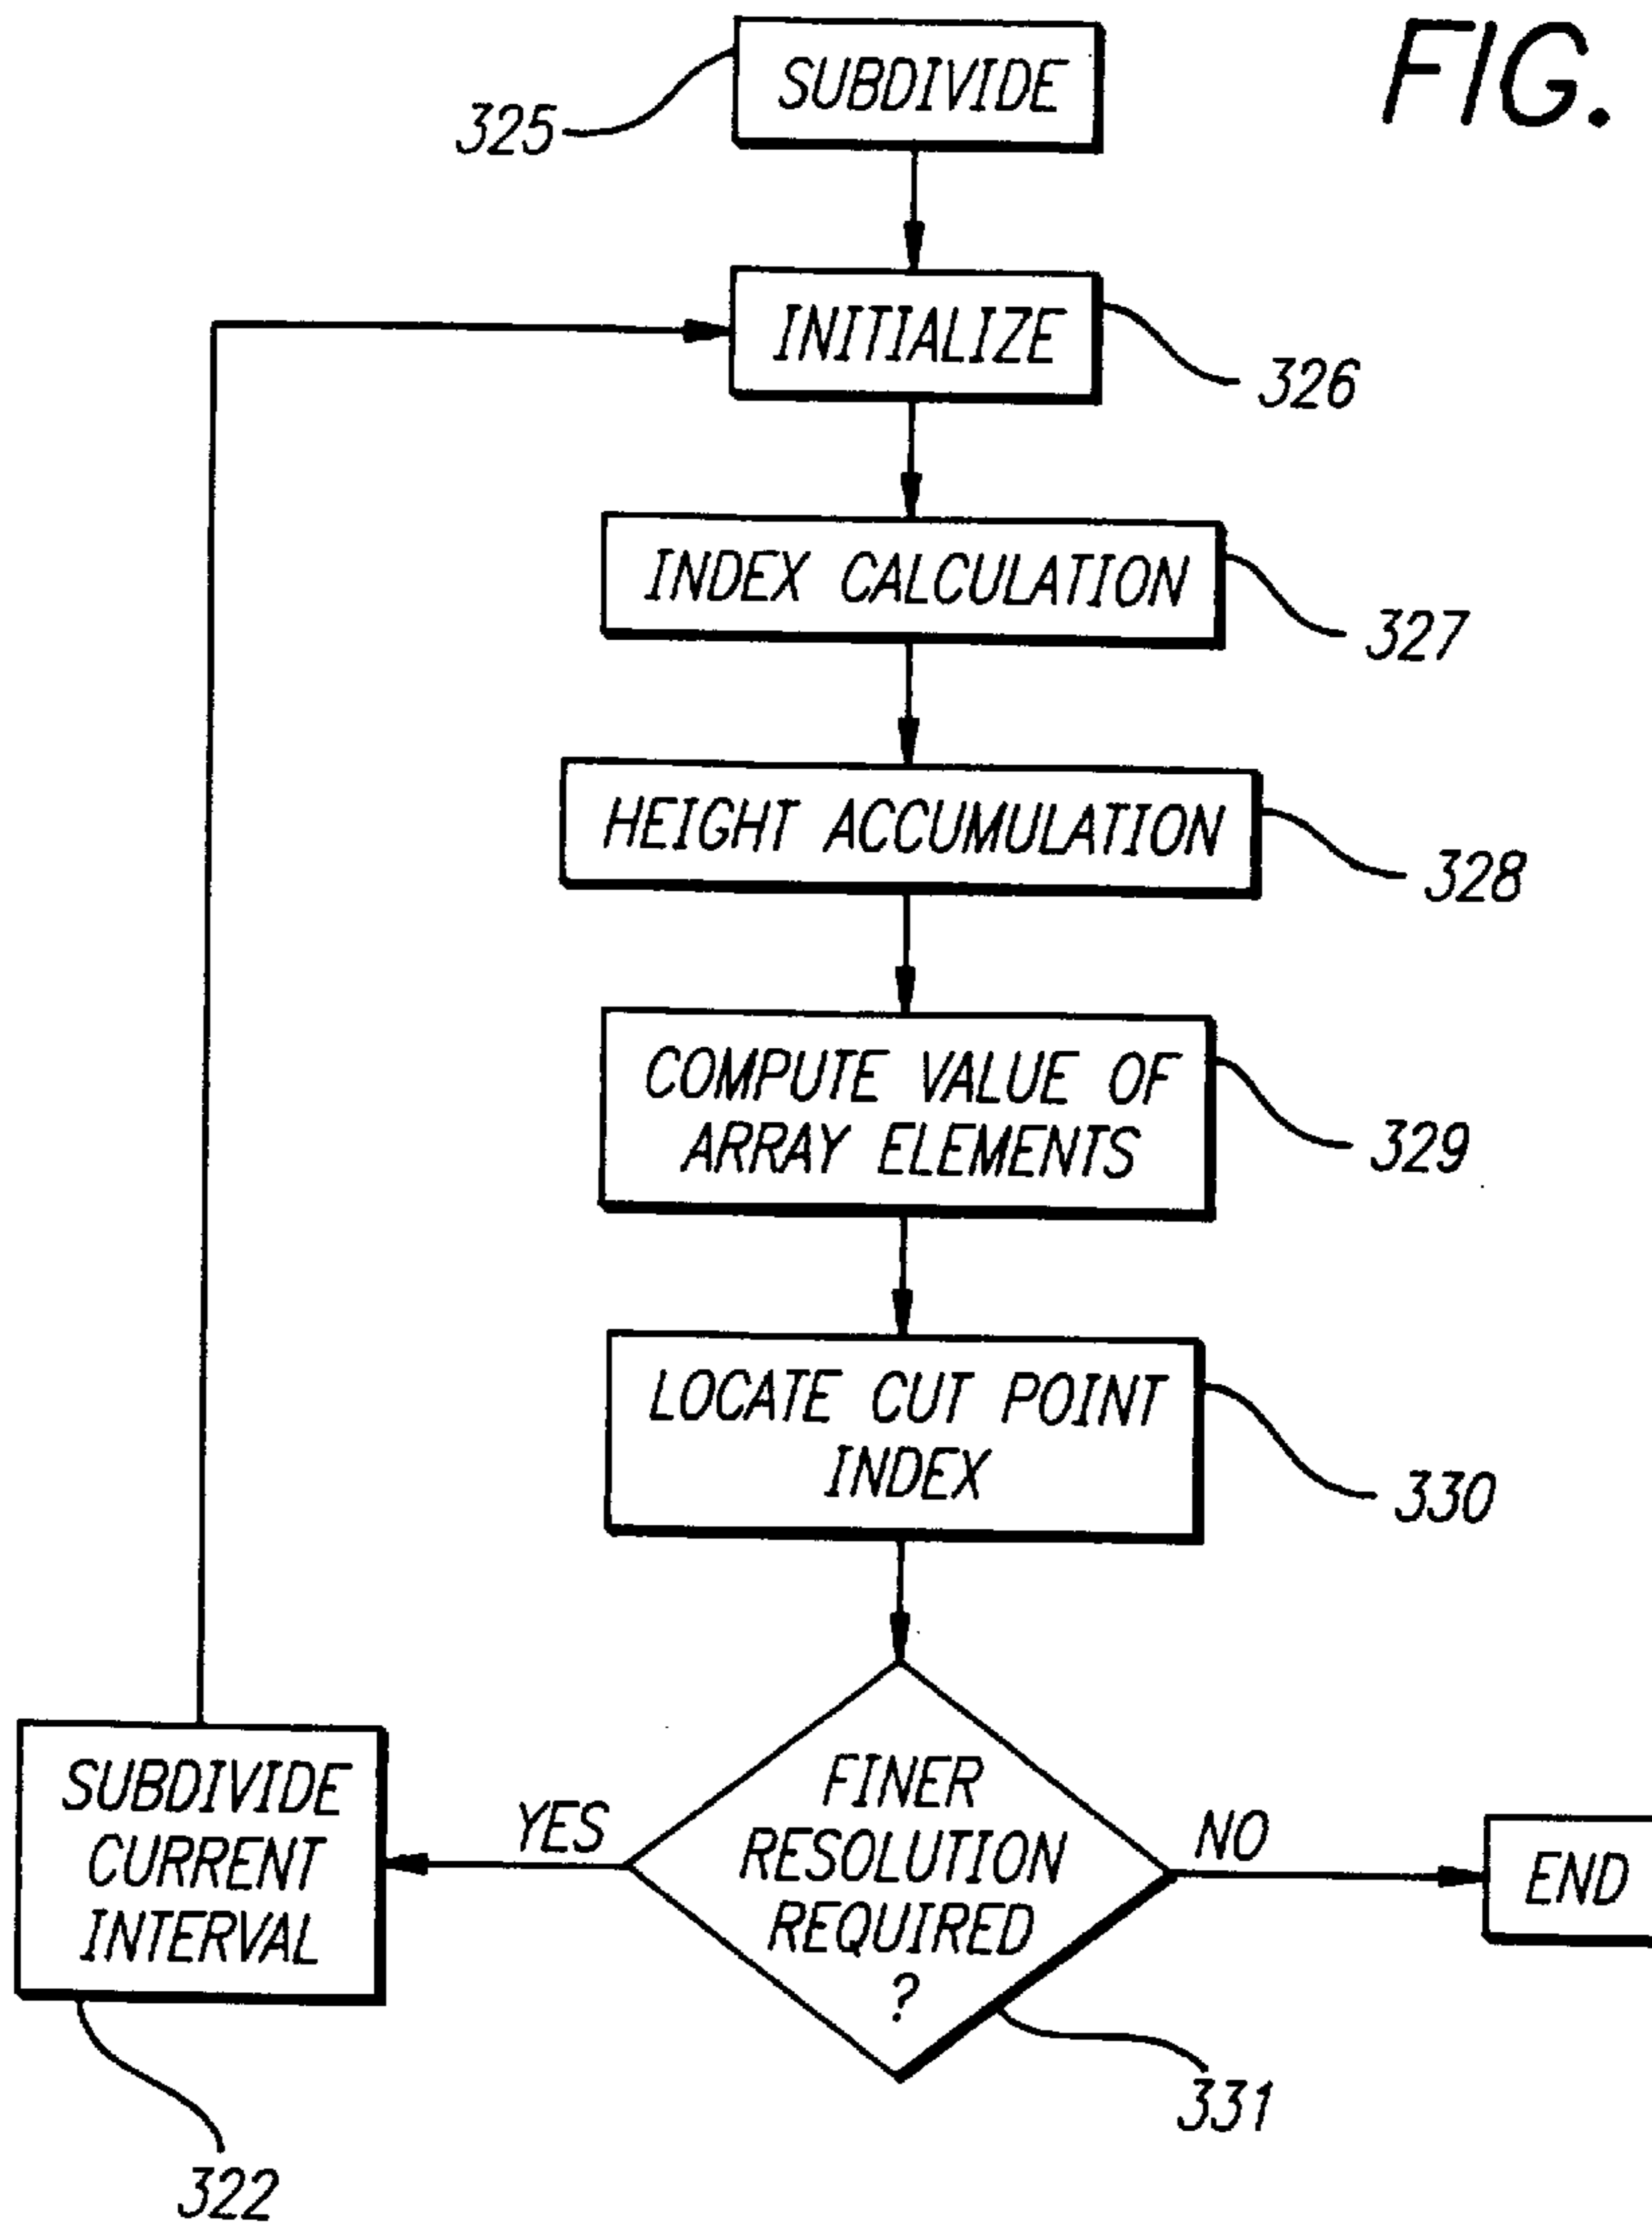 FIG.
SUBDIVIDE
325
INITIALIZE
326
INDEX CALCULATION
327
HEIGHT ACCUMULATION
328
COMPUTE VALUE OF
ARRAY ELEMENTS
329
LOCATE CUT POINT
INDEX
330
FINER
RESOLUTION
REQUIRED
?
331
YES
NO
SUBDIVIDE
CURRENT
INTERVAL
322
END